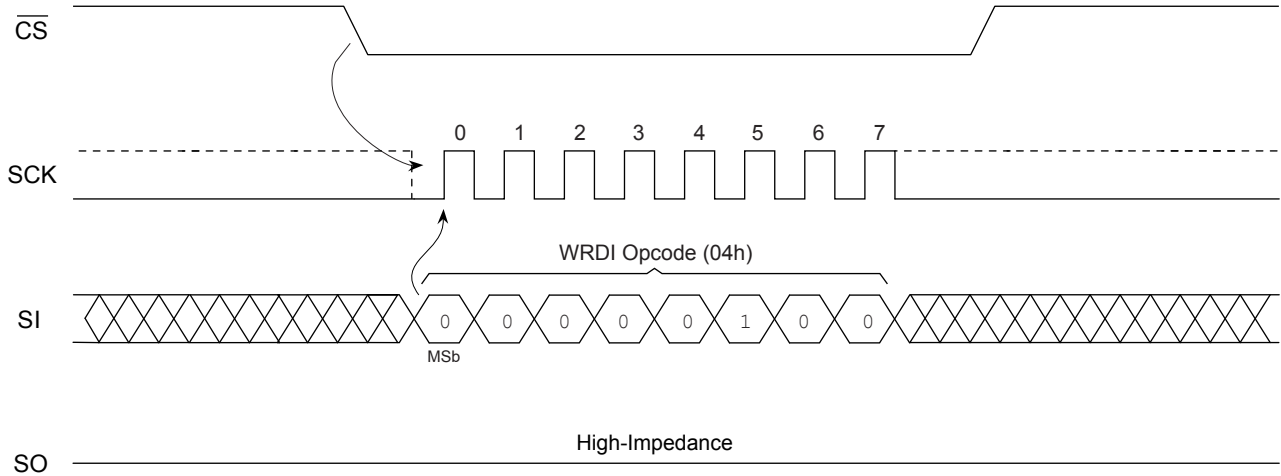 CS
0 1 2 3 4 5 6 7
SCK
WRDI Opcode (04h)
SI
0 0 0 0 0 1 0 0
MSb
High-Impedance
SO